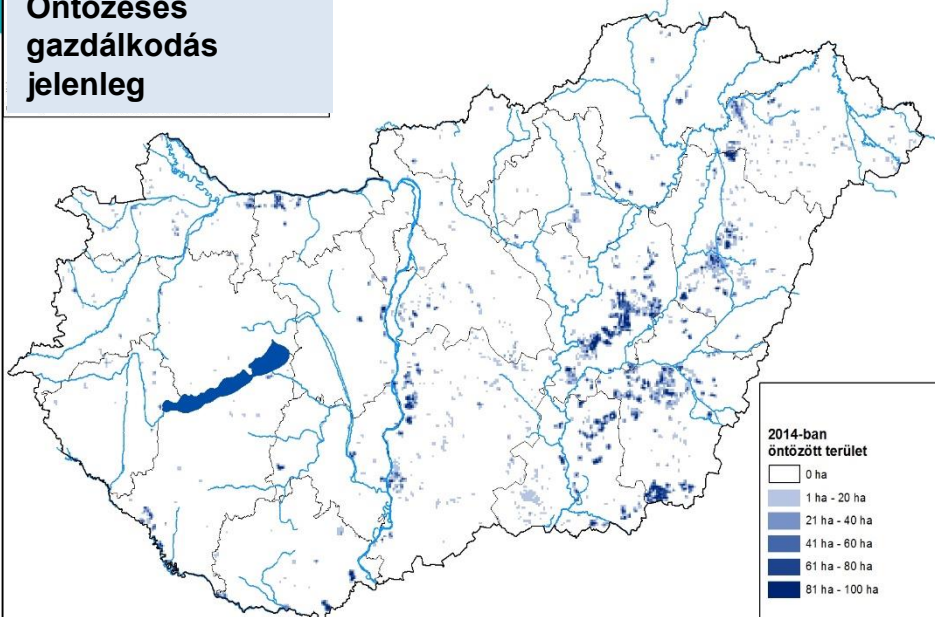 Öntözéses
gazdálkodás
jelenleg
2014-ban
öntözött terület
0 ha
1 ha - 20 ha
21 ha - 40 ha
41 ha - 60 ha
61 ha - 80 ha
81 ha - 100 ha